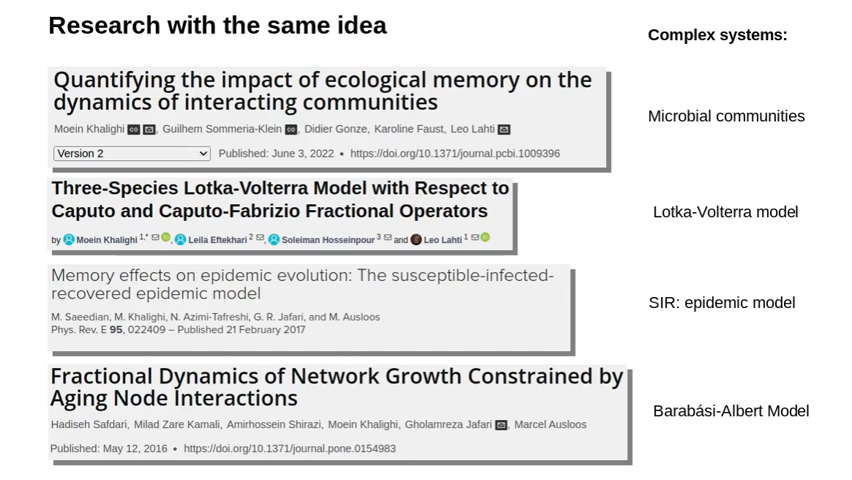 Research with the same idea
Complex systems:
Quantifying the impact of ecological memory on the
dynamics of interacting communities
Moein Khalighi co, Guilhem Sommeria-Klein co, Didier Gonze, Karoline Faust, Leo Lahti
Version 2 Published: June 3, 2022 • https://doi.org/10.1371/journal.pcbi.1009396
Microbial communities
Three-Species Lotka-Volterra Model with Respect to
Caputo and Caputo-Fabrizio Fractional Operators
by Moein Khalighi 1,* iD, Leila Eftekhari 2, Soleiman Hosseinpour 3 and Leo Lahti 1 iD
Lotka-Volterra model
Memory effects on epidemic evolution: The susceptible-infected-
recovered epidemic model
M. Saeedian, M. Khalighi, N. Azimi-Tafreshi, G. R. Jafari, and M. Ausloos
Phys. Rev. E 95, 022409 – Published 21 February 2017
SIR: epidemic model
Fractional Dynamics of Network Growth Constrained by
Aging Node Interactions
Hadiseh Safdari, Milad Zare Kamali, Amirhossein Shirazi, Moein Khalighi, Gholamreza Jafari, Marcel Ausloos
Published: May 12, 2016 • https://doi.org/10.1371/journal.pone.0154983
Barabási-Albert Model